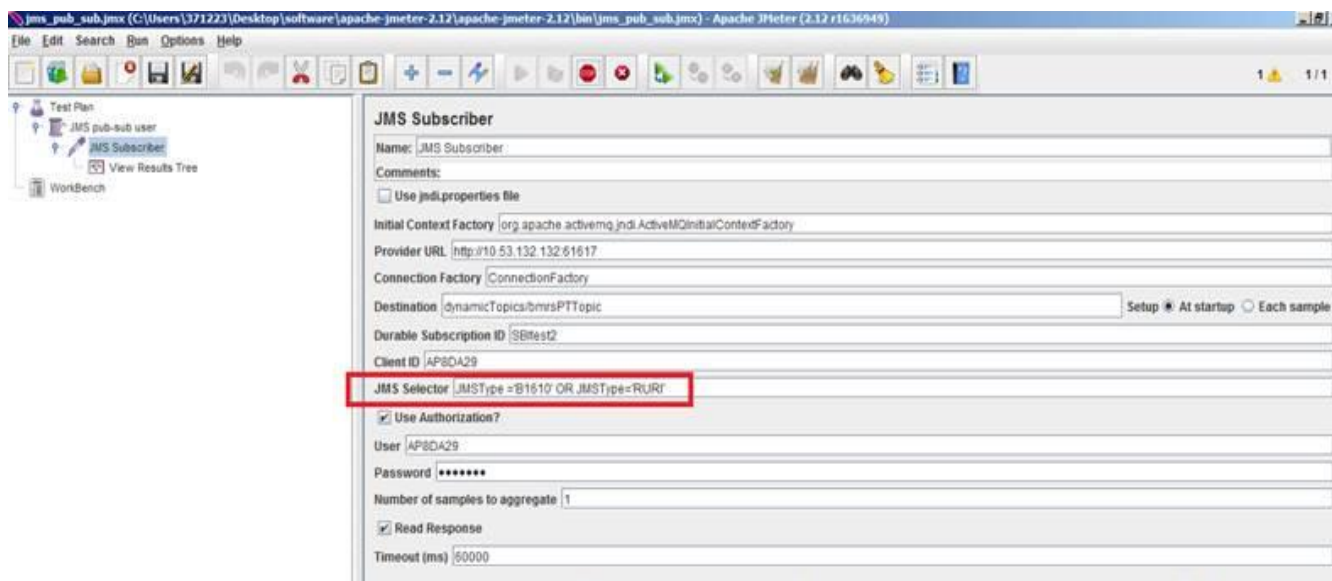 jms_pub_sub.jmx (C:\Users\371223\Desktop\software\apache-jmeter-2.12\apache-jmeter-2.12\bin\jms_pub_sub.jmx) - Apache JMeter (2.12 r1636949)
File Edit Search Run Options Help
1 1/1
Test Plan
JMS pub-sub user
JMS Subscriber
View Results Tree
WorkBench
JMS Subscriber
Name: JMS Subscriber
Comments:
Use jndi.properties file
Initial Context Factory org.apache.activemq.jndi.ActiveMQInitialContextFactory
Provider URL http://10.53.132.132:61617
Connection Factory ConnectionFactory
Destination dynamicTopics/bmrsPTTopic Setup At startup Each sample
Durable Subscription ID SBItest2
Client ID AP8DA29
JMS Selector JMSType ='B1610' OR JMSType='RURI'
Use Authorization?
User AP8DA29
Password •••••••
Number of samples to aggregate 1
Read Response
Timeout (ms) 60000